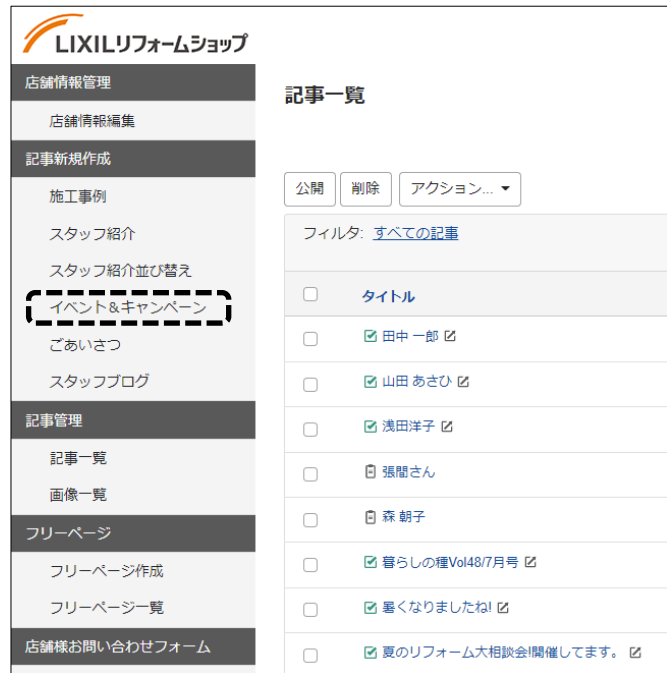 LIXILリフォームショップ
店舗情報管理
店舗情報編集
記事新規作成
施工事例
スタッフ紹介
スタッフ紹介並び替え
イベント&キャンペーン
ごあいさつ
スタッフブログ
記事管理
記事一覧
画像一覧
フリーページ
フリーページ作成
フリーページ一覧
店舗様お問い合わせフォーム
記事一覧
公開 削除 アクション...
フィルタ: すべての記事
タイトル
田中 一郎
山田 あさひ
浅田洋子
張間さん
森 朝子
暮らしの種Vol48/7月号
暑くなりましたね!
夏のリフォーム大相談会!開催してます。